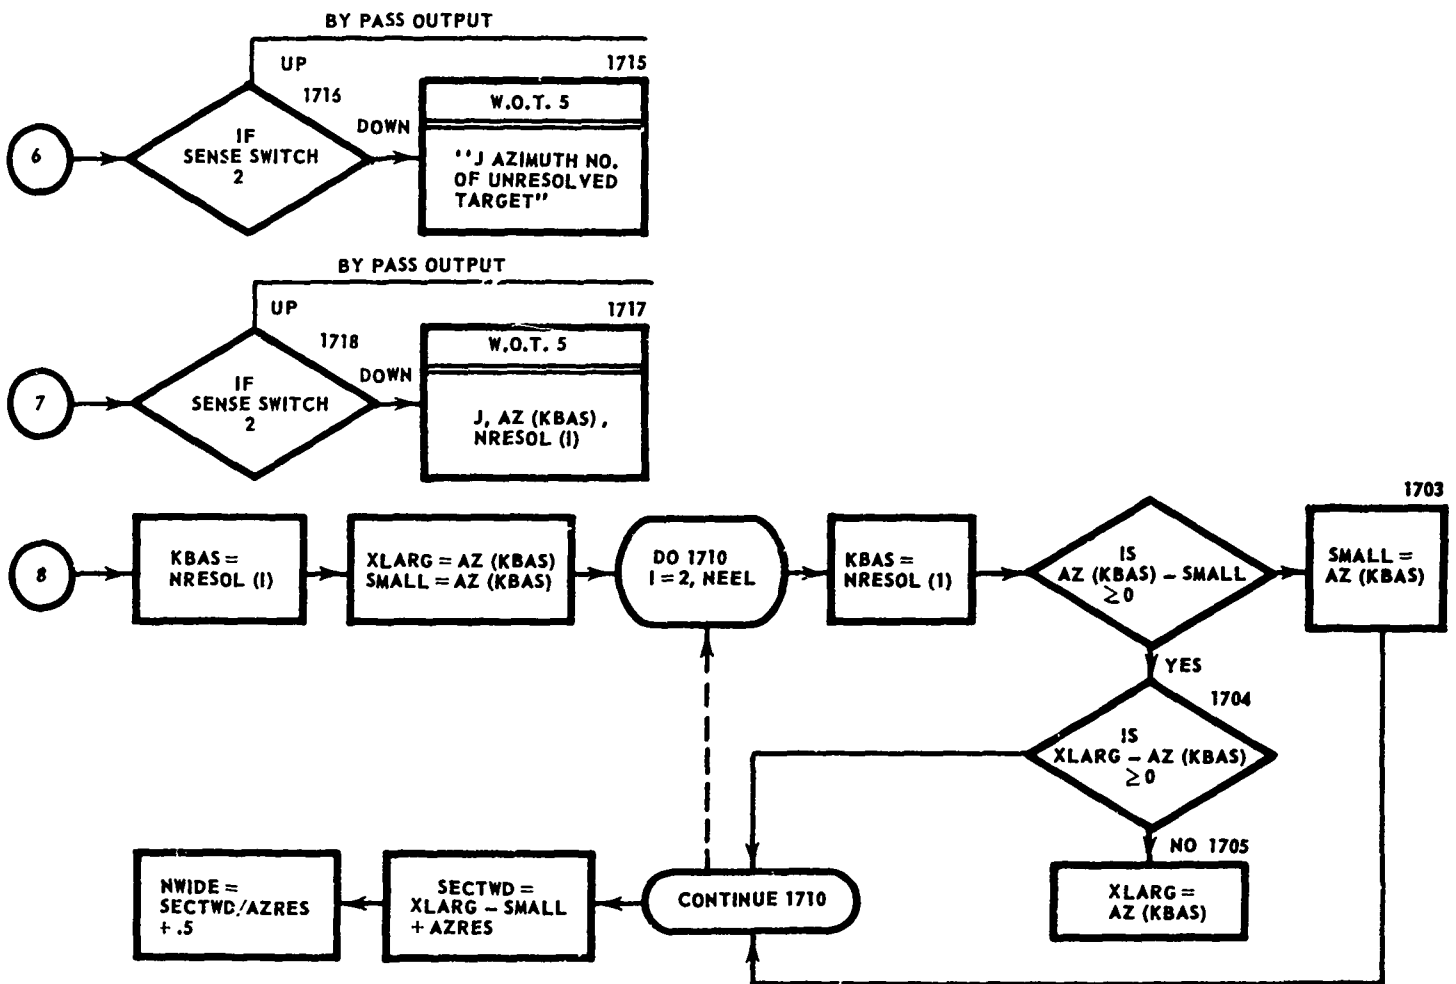 BY PASS OUTPUT
UP
1715
1716
W.O.T. 5
DOWN
6
IF
SENSE SWITCH
2
''J AZIMUTH NO.
OF UNRESOLVED
TARGET''
BY PASS OUTPUT
UP
1717
1718
W.O.T. 5
DOWN
7
IF
SENSE SWITCH
2
J, AZ (KBAS),
NRESOL (I)
8
KBAS =
NRESOL (I)
XLARG = AZ (KBAS)
SMALL = AZ (KBAS)
DO 1710
I = 2, NEEL
KBAS =
NRESOL (1)
IS
AZ (KBAS) – SMALL
≥0
1703
SMALL =
AZ (KBAS)
YES
1704
IS
XLARG – AZ (KBAS)
≥0
NO 1705
XLARG =
AZ (KBAS)
CONTINUE 1710
SECTWD =
XLARG – SMALL
+ AZRES
NWIDE =
SECTWD/AZRES
+ .5